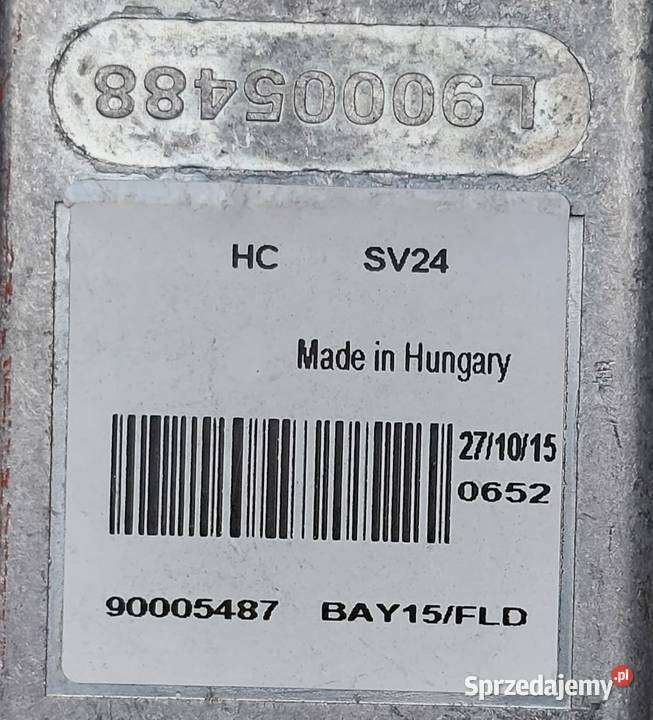 L90005488
HC SV24
Made in Hungary
27/10/15
0652
90005487 BAY15/FLD
Sprzedajemy.pl